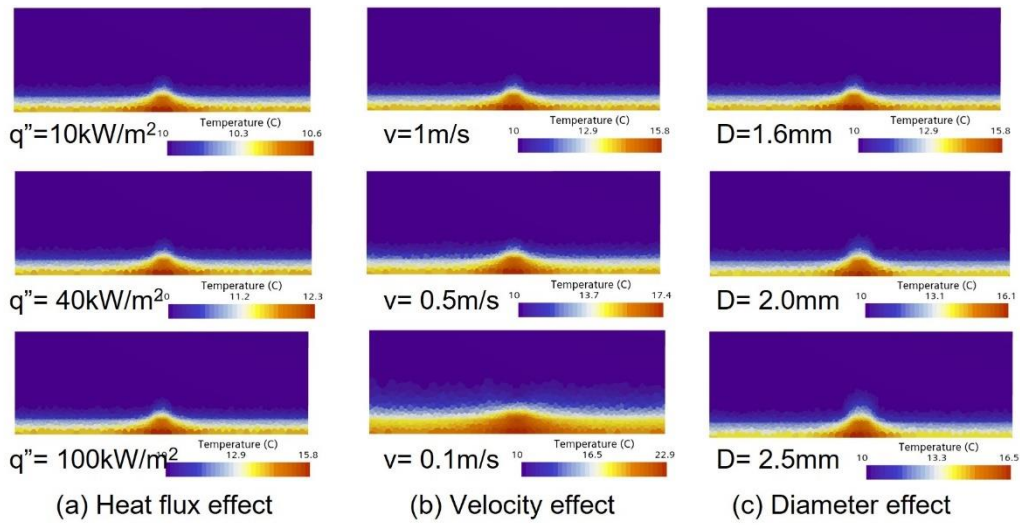 Temperature (C)
10 10.3 10.6
q”=10kW/m²
Temperature (C)
10 12.9 15.8
v=1m/s
Temperature (C)
10 12.9 15.8
D=1.6mm
Temperature (C)
0 11.2 12.3
q”= 40kW/m²
Temperature (C)
10 13.7 17.4
v= 0.5m/s
Temperature (C)
10 13.1 16.1
D= 2.0mm
Temperature (C)
12.9 15.8
q”= 100kW/m²
Temperature (C)
10 16.5 22.9
v= 0.1m/s
Temperature (C)
10 13.3 16.5
D= 2.5mm
(a) Heat flux effect
(b) Velocity effect
(c) Diameter effect